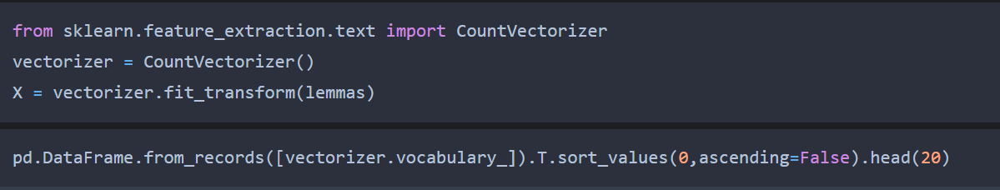 from sklearn.feature_extraction.text import CountVectorizer
vectorizer = CountVectorizer()
X = vectorizer.fit_transform(lemmas)
pd.DataFrame.from_records([vectorizer.vocabulary_]).T.sort_values(0,ascending=False).head(20)